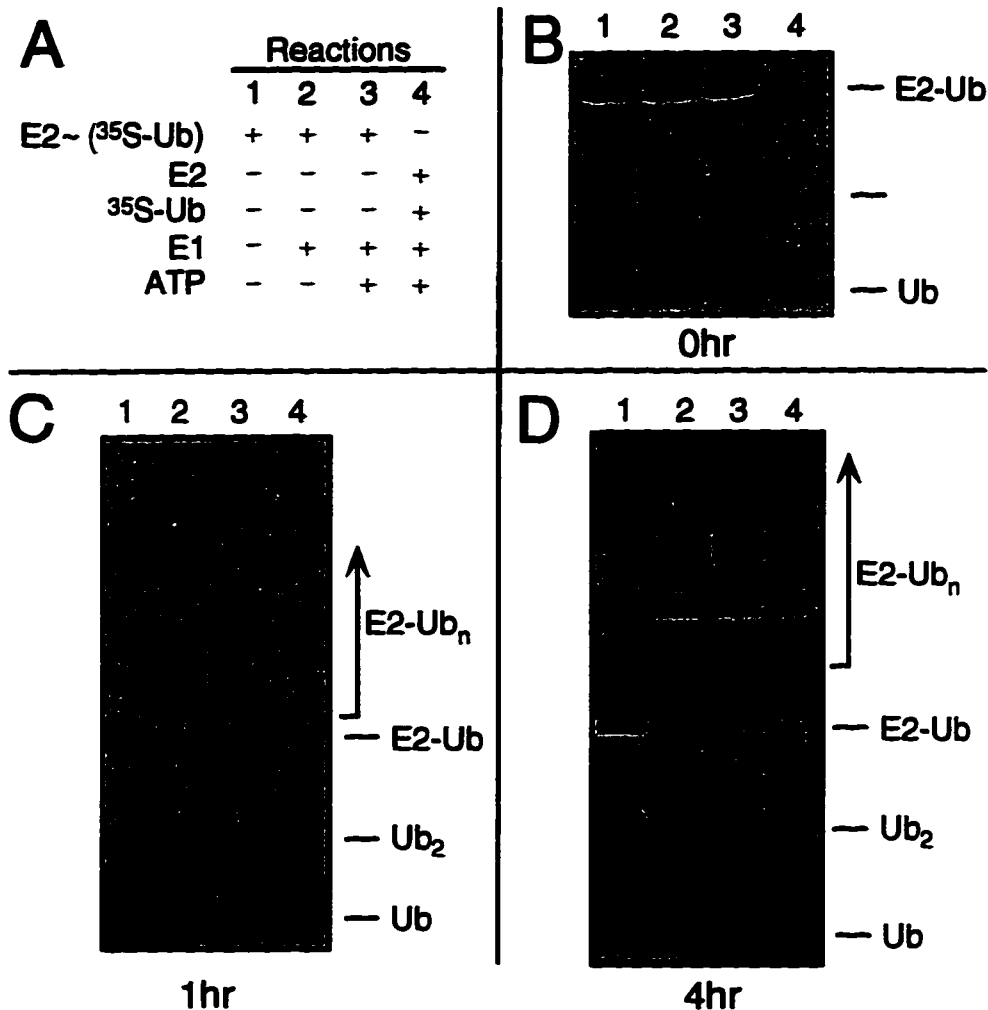 A
Reactions
1 2 3 4
E2~ (³⁵S-Ub) + + + -
E2 - - - +
³⁵S-Ub - - - +
E1 - + + +
ATP - - + +
B
1 2 3 4
E2-Ub
Ub
0hr
C
1 2 3 4
E2-Ubₙ
E2-Ub
Ub₂
Ub
1hr
D
1 2 3 4
E2-Ubₙ
E2-Ub
Ub₂
Ub
4hr